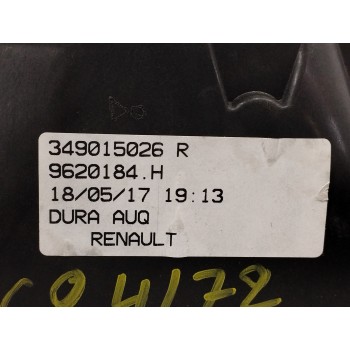 349015026 R
9620184.H
18/05/17 19:13
DURA AUQ
RENAULT